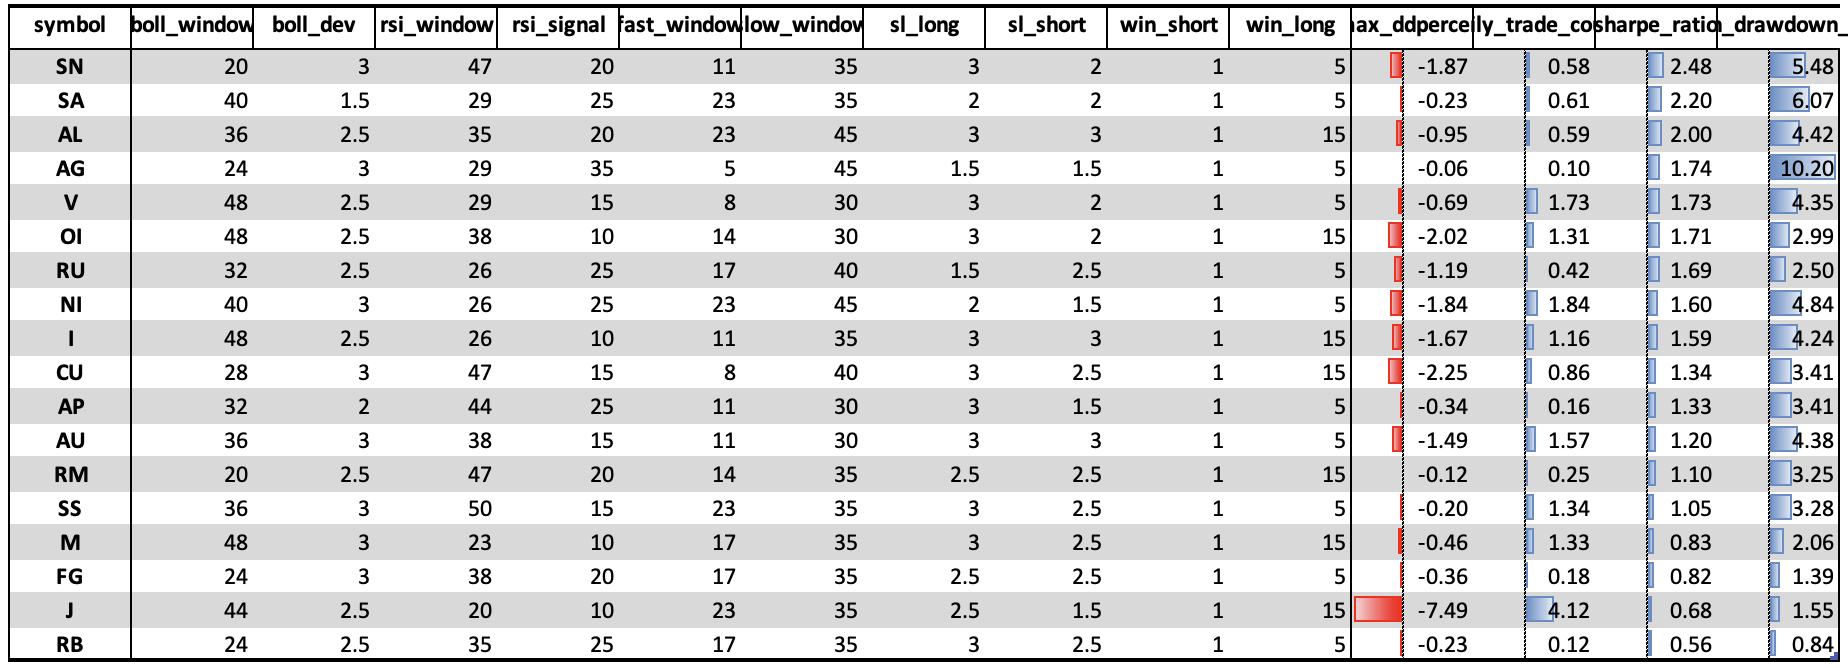 symbol boll_window boll_dev rsi_window rsi_signal fast_window low_window sl_long sl_short win_short win_long ax_ddperce ly_trade_co sharpe_ratio _drawdown_
SN 20 3 47 20 11 35 3 2 1 5 -1.87 0.58 2.48 5.48
SA 40 1.5 29 25 23 35 2 2 1 5 -0.23 0.61 2.20 6.07
AL 36 2.5 35 20 23 45 3 3 1 15 -0.95 0.59 2.00 4.42
AG 24 3 29 35 5 45 1.5 1.5 1 5 -0.06 0.10 1.74 10.20
V 48 2.5 29 15 8 30 3 2 1 5 -0.69 1.73 1.73 4.35
OI 48 2.5 38 10 14 30 3 2 1 15 -2.02 1.31 1.71 2.99
RU 32 2.5 26 25 17 40 1.5 2.5 1 5 -1.19 0.42 1.69 2.50
NI 40 3 26 25 23 45 2 1.5 1 5 -1.84 1.84 1.60 4.84
I 48 2.5 26 10 11 35 3 3 1 15 -1.67 1.16 1.59 4.24
CU 28 3 47 15 8 40 3 2.5 1 15 -2.25 0.86 1.34 3.41
AP 32 2 44 25 11 30 3 1.5 1 5 -0.34 0.16 1.33 3.41
AU 36 3 38 15 11 30 3 3 1 5 -1.49 1.57 1.20 4.38
RM 20 2.5 47 20 14 35 2.5 2.5 1 15 -0.12 0.25 1.10 3.25
SS 36 3 50 15 23 35 3 2.5 1 5 -0.20 1.34 1.05 3.28
M 48 3 23 10 17 35 3 2.5 1 15 -0.46 1.33 0.83 2.06
FG 24 3 38 20 17 35 2.5 2.5 1 5 -0.36 0.18 0.82 1.39
J 44 2.5 20 10 23 35 2.5 1.5 1 15 -7.49 4.12 0.68 1.55
RB 24 2.5 35 25 17 35 3 2.5 1 5 -0.23 0.12 0.56 0.84